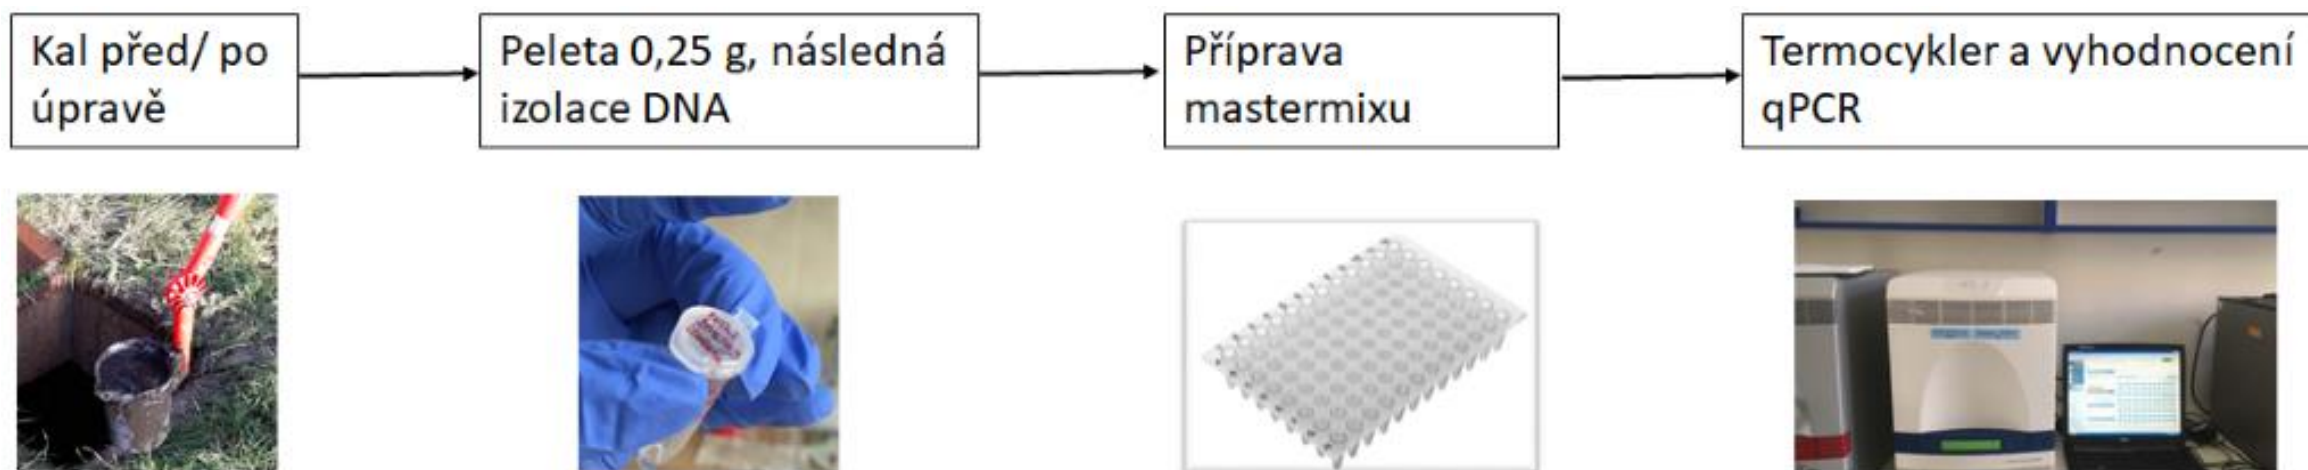 Kal před/ po
úpravě
Peleta 0,25 g, následná
izolace DNA
Příprava
mastermixu
Termocykler a vyhodnocení
qPCR